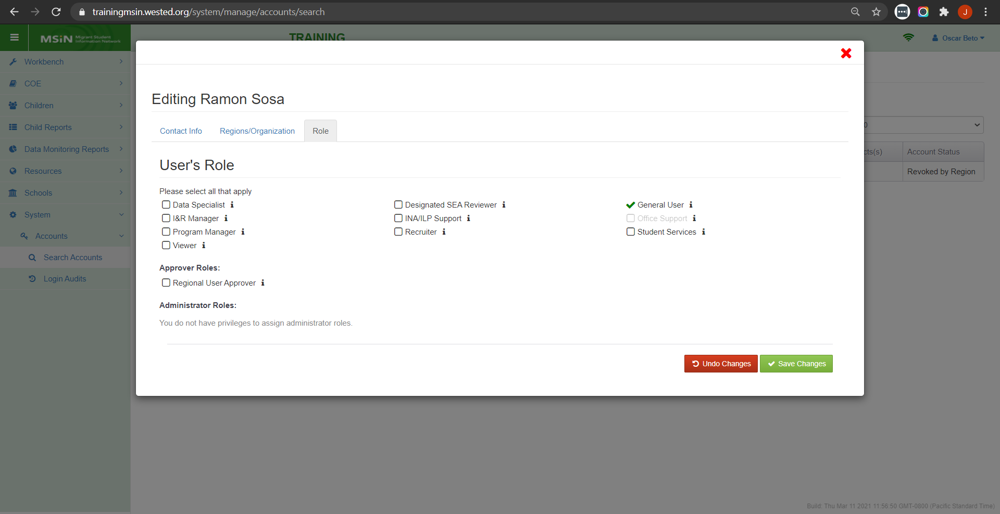 trainingmsin.wested.org/system/manage/accounts/search
J
MSiN Migrant Student Information Network
TRAINING
Oscar Beto
Workbench
COE
Children
Child Reports
Data Monitoring Reports
Resources
Schools
System
Accounts
Search Accounts
Login Audits
Editing Ramon Sosa
Contact Info Regions/Organization Role
User's Role
Please select all that apply
Data Specialist Designated SEA Reviewer General User
I&R Manager INA/ILP Support Office Support
Program Manager Recruiter Student Services
Viewer
Approver Roles:
Regional User Approver
Administrator Roles:
You do not have privileges to assign administrator roles.
Undo Changes Save Changes
0
cts(s) Account Status
Revoked by Region
Build: Thu Mar 11 2021 11:56:50 GMT-0800 (Pacific Standard Time)